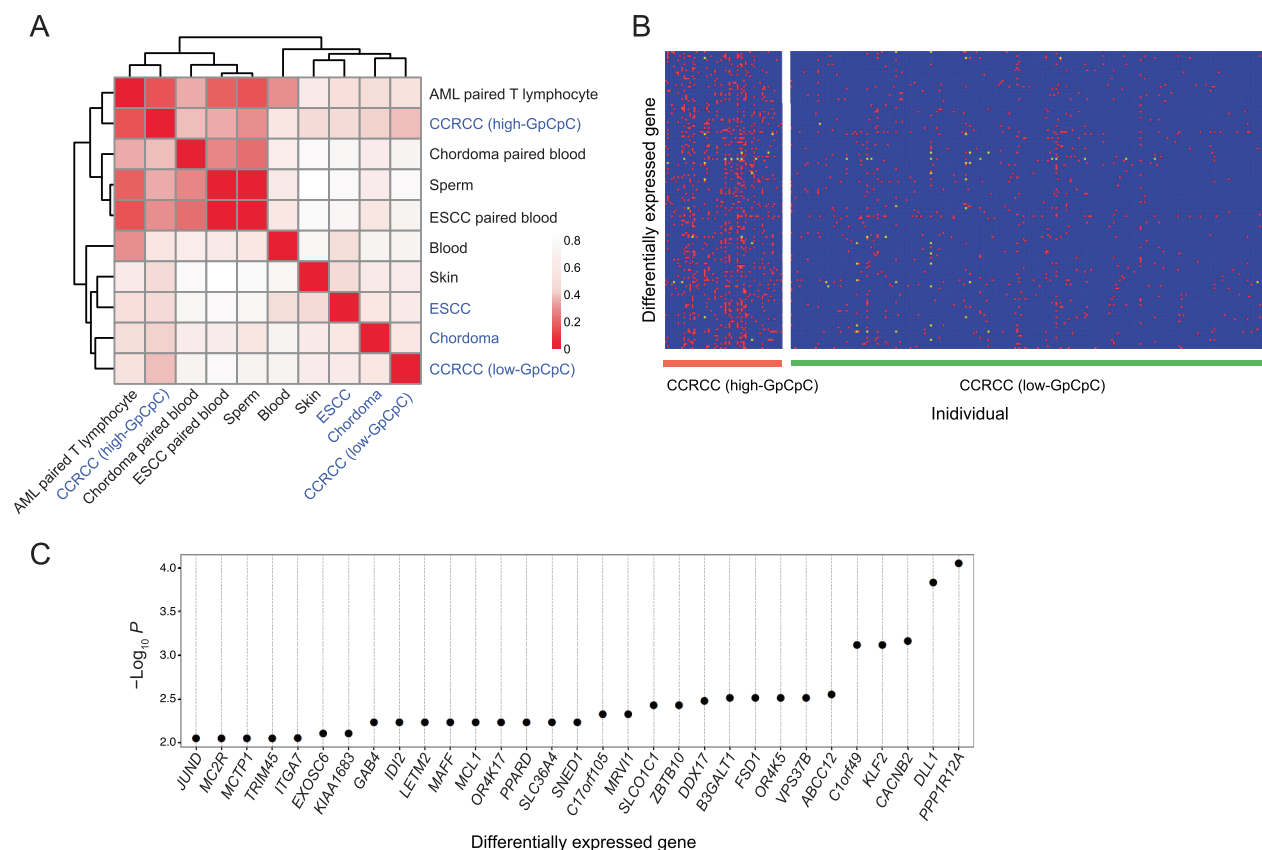 A
AML paired T lymphocyte
CCRCC (high-GpCpC)
Chordoma paired blood
Sperm
ESCC paired blood
Blood
Skin
ESCC
Chordoma
CCRCC (low-GpCpC)
0.8
0.6
0.4
0.2
0
AML paired T lymphocyte
CCRCC (high-GpCpC)
Chordoma paired blood
ESCC paired blood
Sperm
Blood
Skin
ESCC
Chordoma
CCRCC (low-GpCpC)
B
Differentially expressed gene
CCRCC (high-GpCpC)
CCRCC (low-GpCpC)
Inidividual
C
−Log10 P
4.0
3.5
3.0
2.5
2.0
JUND
MC2R
MCTP1
TRIM45
ITGA7
EXOSC6
KIAA1683
GAB4
IDI2
LETM2
MAFF
MCL1
OR4K17
PPARD
SLC36A4
SNED1
C17orf105
MRVI1
SLCO1C1
ZBTB10
DDX17
B3GALT1
FSD1
OR4K5
VPS37B
ABCC12
C1orf49
KLF2
CACNB2
DLL1
PPP1R12A
Differentially expressed gene